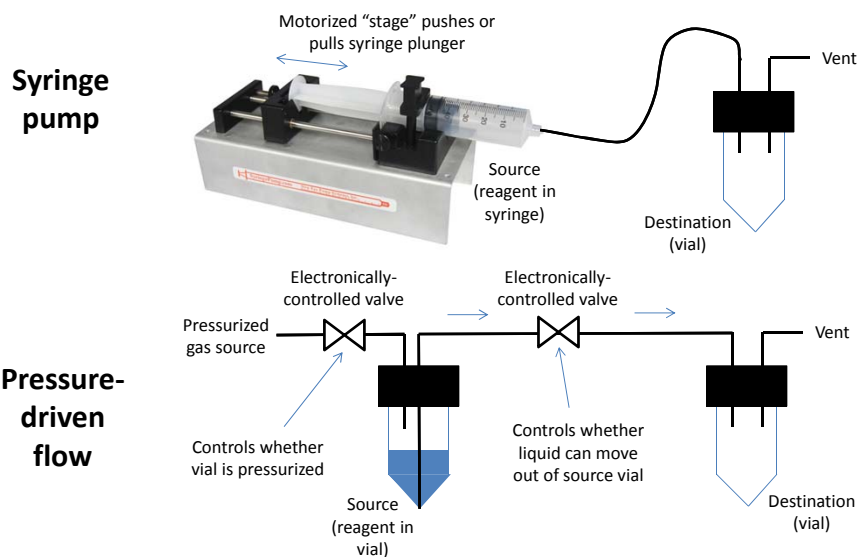 Motorized “stage” pushes or
pulls syringe plunger
Syringe
pump
Vent
Source
(reagent in
syringe)
Destination
(vial)
Electronically-
controlled valve
Electronically-
controlled valve
Pressurized
gas source
Vent
Pressure-
driven
flow
Controls whether
vial is pressurized
Controls whether
liquid can move
out of source vial
Source
(reagent in
vial)
Destination
(vial)